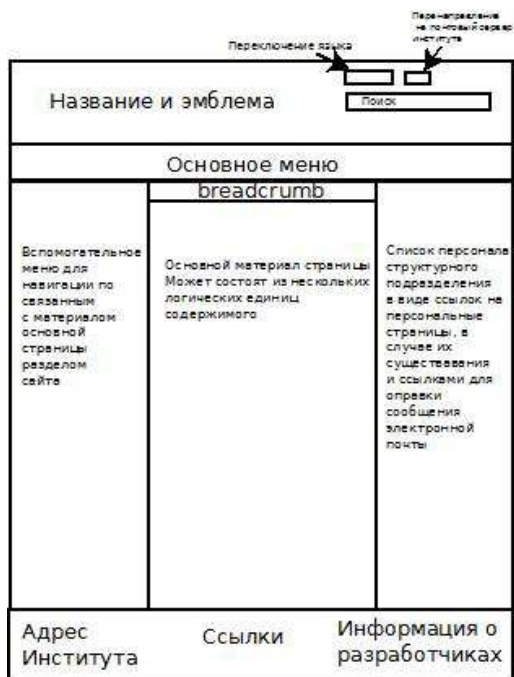 Перенаправление
на почтовый сервер
института
Переключение языка
Название и эмблема
Поиск
Основное меню
breadcrumb
Вспомогательное
меню для
навигации по
связанным
с материалом
основной
страницы
разделом
сайта
Основной материал страницы
Может состоят из нескольких
логических единиц
содержимого
Список персонала
структурного
подразделения
в виде ссылок на
персональные
страницы, в
случае их
существавания
и ссылками для
оправки
сообщения
электронной
почты
Адрес
Института
Ссылки
Информация о
разработчиках